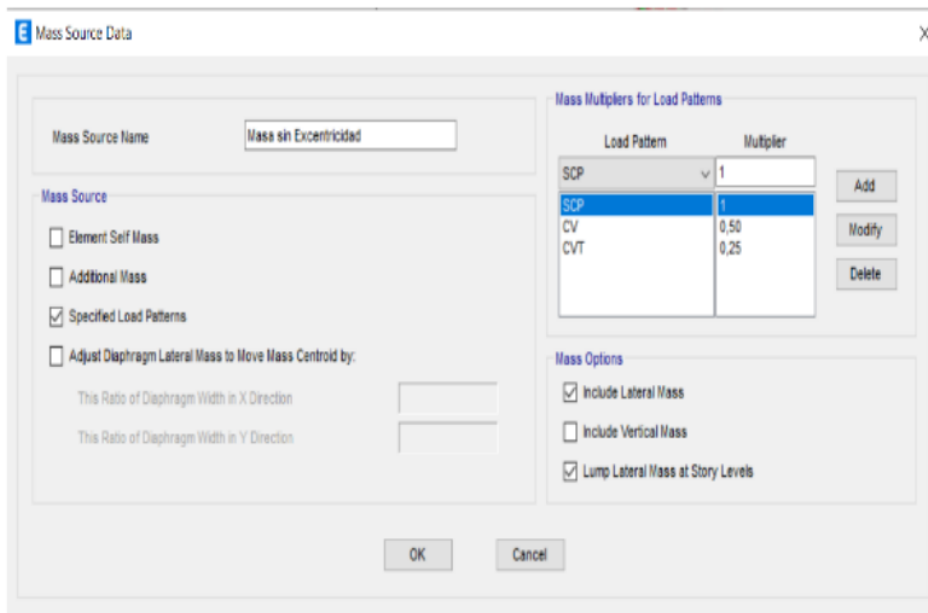 E Mass Source Data
Mass Source Name
Masa sin Excentricidad
Mass Source
Element Self Mass
Additional Mass
Specified Load Patterns
Adjust Diaphragm Lateral Mass to Move Mass Centroid by:
This Ratio of Diaphragm Width in X Direction
This Ratio of Diaphragm Width in Y Direction
Mass Multipliers for Load Patterns
Load Pattern Multiplier
SCP 1
SCP 1
CV 0,50
CVT 0,25
Add
Modify
Delete
Mass Options
Include Lateral Mass
Include Vertical Mass
Lump Lateral Mass at Story Levels
OK Cancel